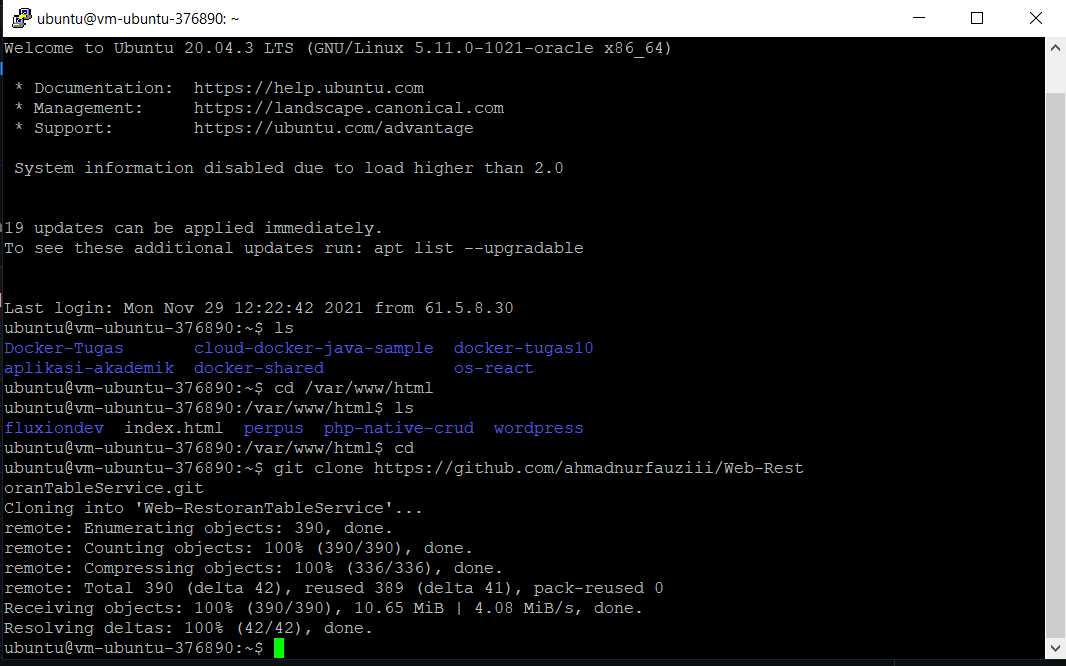 ubuntu@vm-ubuntu-376890: ~
Welcome to Ubuntu 20.04.3 LTS (GNU/Linux 5.11.0-1021-oracle x86_64)
* Documentation:  https://help.ubuntu.com
* Management:     https://landscape.canonical.com
* Support:        https://ubuntu.com/advantage
System information disabled due to load higher than 2.0
19 updates can be applied immediately.
To see these additional updates run: apt list --upgradable
Last login: Mon Nov 29 12:22:42 2021 from 61.5.8.30
ubuntu@vm-ubuntu-376890:~$ ls
Docker-Tugas       cloud-docker-java-sample  docker-tugas10
aplikasi-akademik  docker-shared             os-react
ubuntu@vm-ubuntu-376890:~$ cd /var/www/html
ubuntu@vm-ubuntu-376890:/var/www/html$ ls
fluxiondev  index.html  perpus  php-native-crud  wordpress
ubuntu@vm-ubuntu-376890:/var/www/html$ cd
ubuntu@vm-ubuntu-376890:~$ git clone https://github.com/ahmadnurfauziii/Web-Rest
oranTableService.git
Cloning into 'Web-RestoranTableService'...
remote: Enumerating objects: 390, done.
remote: Counting objects: 100% (390/390), done.
remote: Compressing objects: 100% (336/336), done.
remote: Total 390 (delta 42), reused 389 (delta 41), pack-reused 0
Receiving objects: 100% (390/390), 10.65 MiB | 4.08 MiB/s, done.
Resolving deltas: 100% (42/42), done.
ubuntu@vm-ubuntu-376890:~$